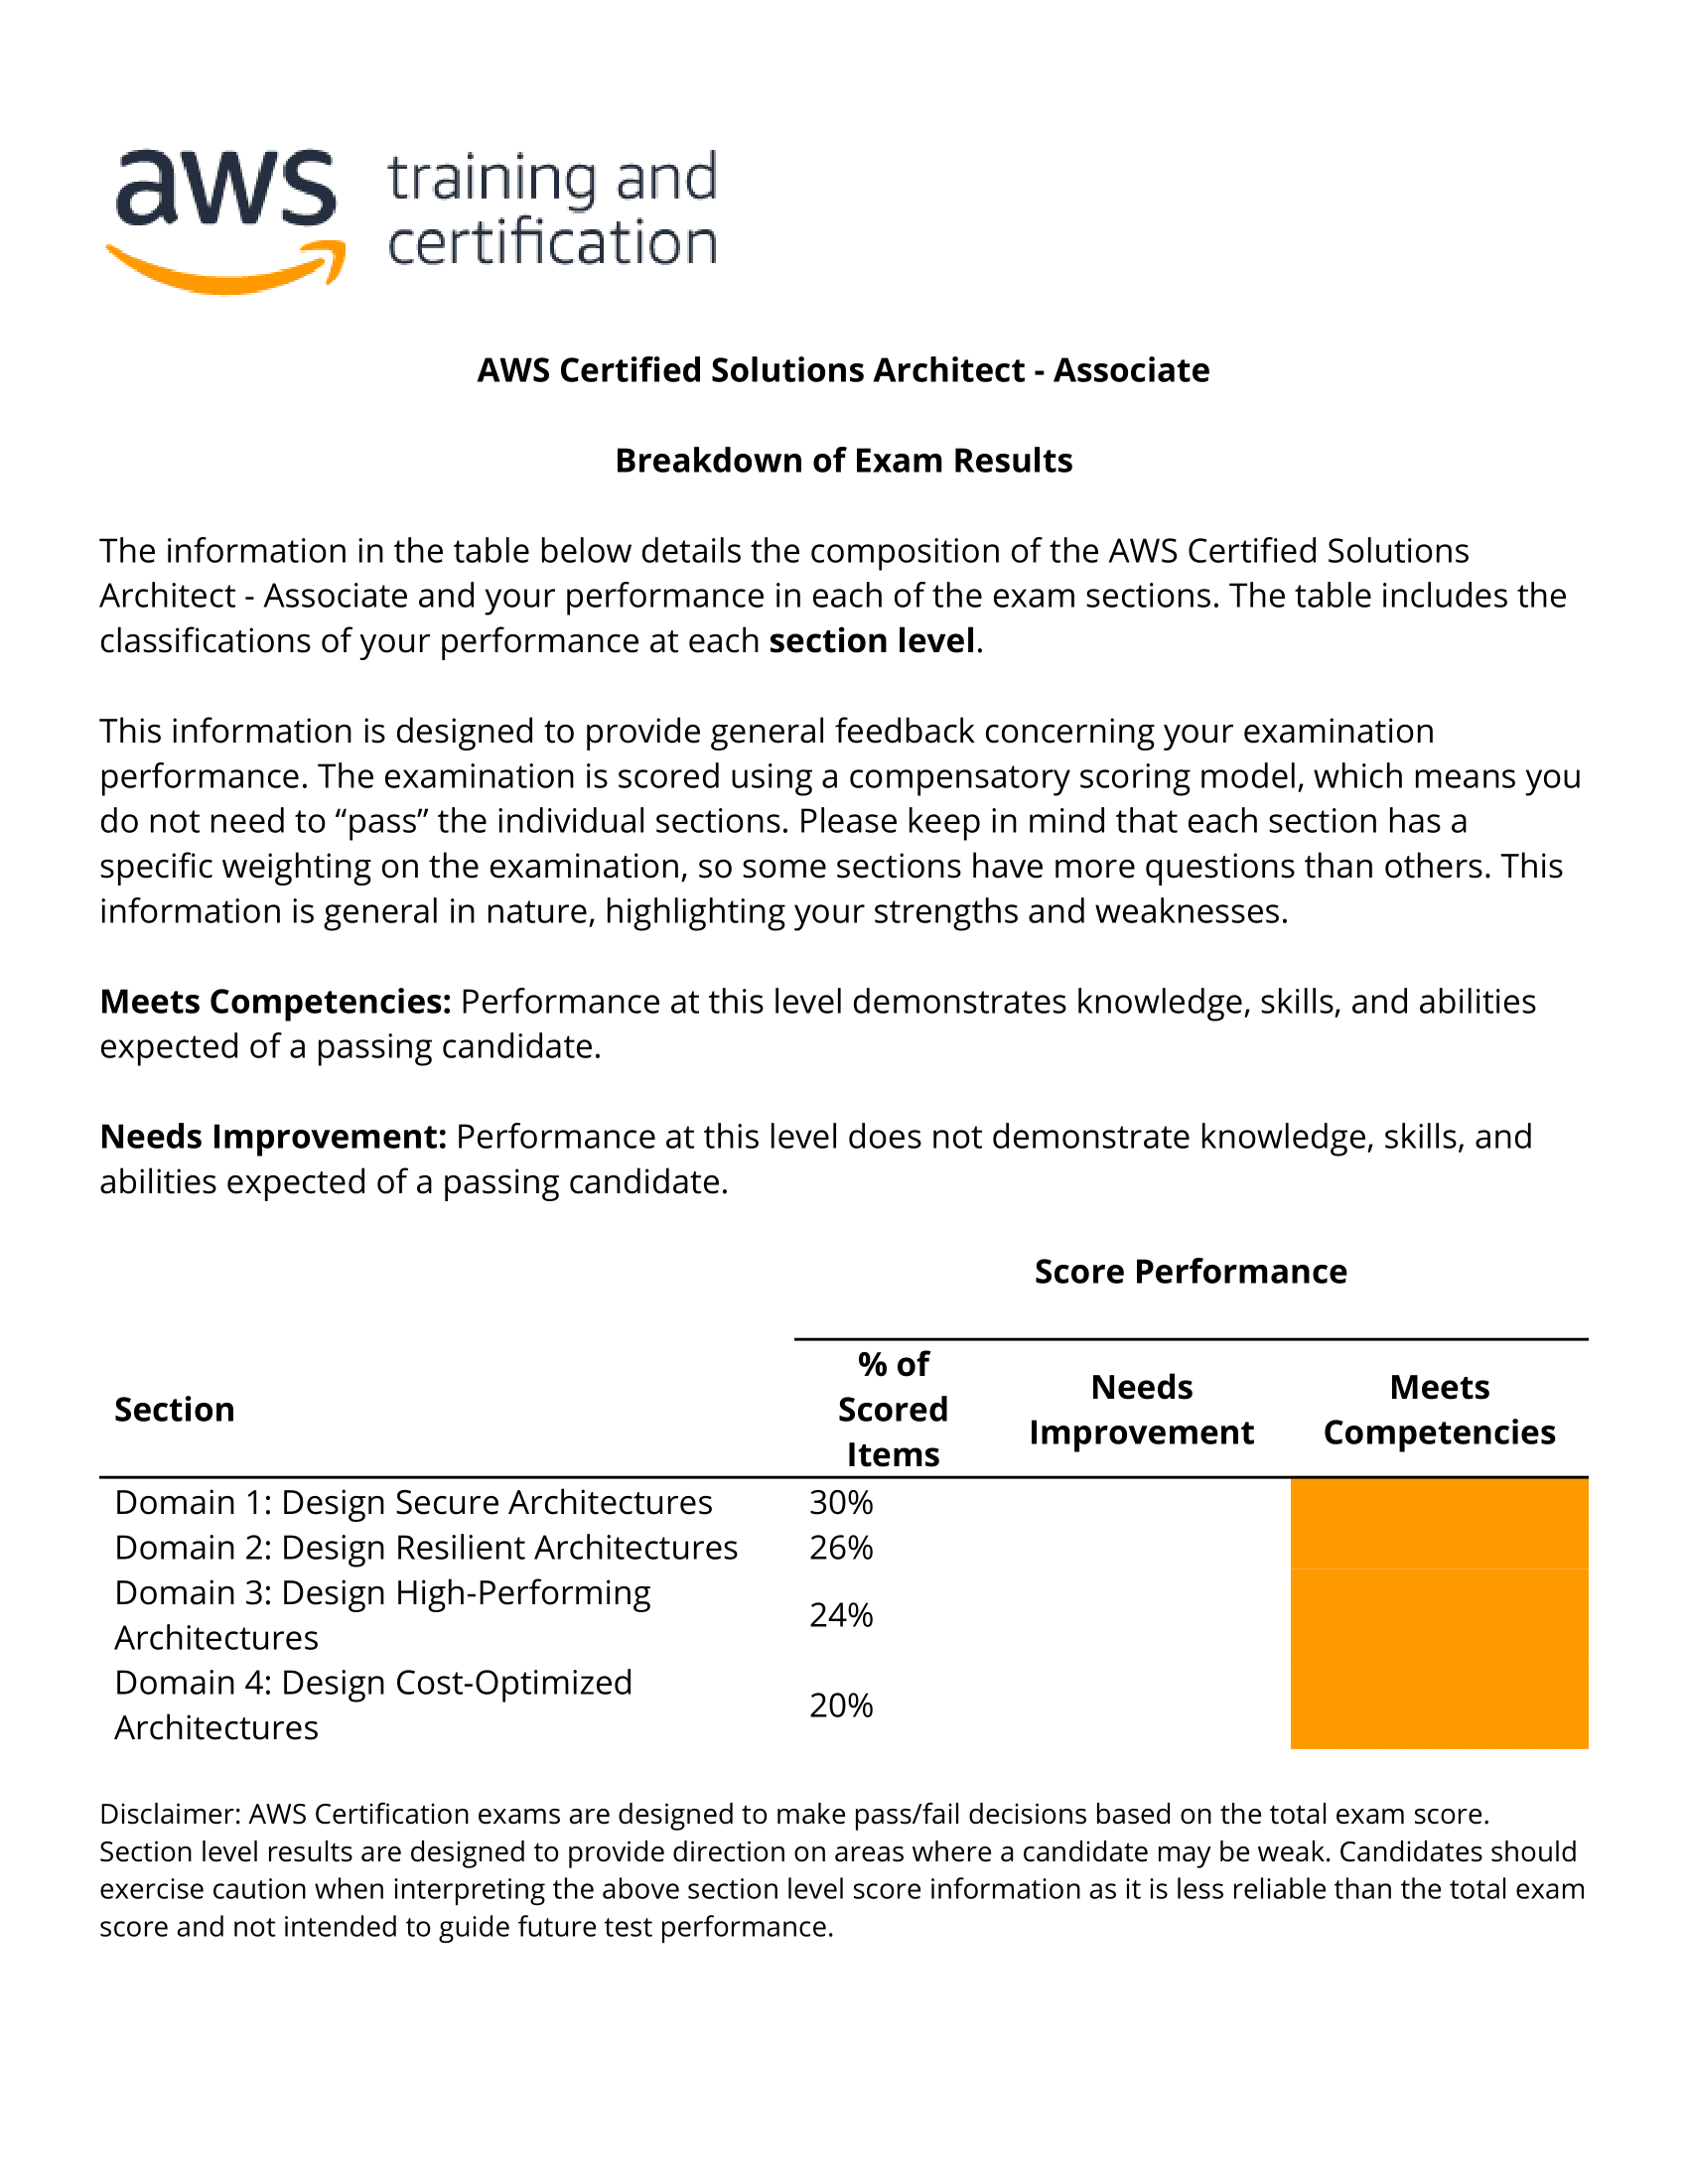 aws training and
certification
AWS Certified Solutions Architect - Associate
Breakdown of Exam Results
The information in the table below details the composition of the AWS Certified Solutions
Architect - Associate and your performance in each of the exam sections. The table includes the
classifications of your performance at each section level.
This information is designed to provide general feedback concerning your examination
performance. The examination is scored using a compensatory scoring model, which means you
do not need to “pass” the individual sections. Please keep in mind that each section has a
specific weighting on the examination, so some sections have more questions than others. This
information is general in nature, highlighting your strengths and weaknesses.
Meets Competencies: Performance at this level demonstrates knowledge, skills, and abilities
expected of a passing candidate.
Needs Improvement: Performance at this level does not demonstrate knowledge, skills, and
abilities expected of a passing candidate.
Score Performance
Section
% of
Scored
Items
Needs
Improvement
Meets
Competencies
Domain 1: Design Secure Architectures 30%
Domain 2: Design Resilient Architectures 26%
Domain 3: Design High-Performing
Architectures
24%
Domain 4: Design Cost-Optimized
Architectures
20%
Disclaimer: AWS Certification exams are designed to make pass/fail decisions based on the total exam score.
Section level results are designed to provide direction on areas where a candidate may be weak. Candidates should
exercise caution when interpreting the above section level score information as it is less reliable than the total exam
score and not intended to guide future test performance.